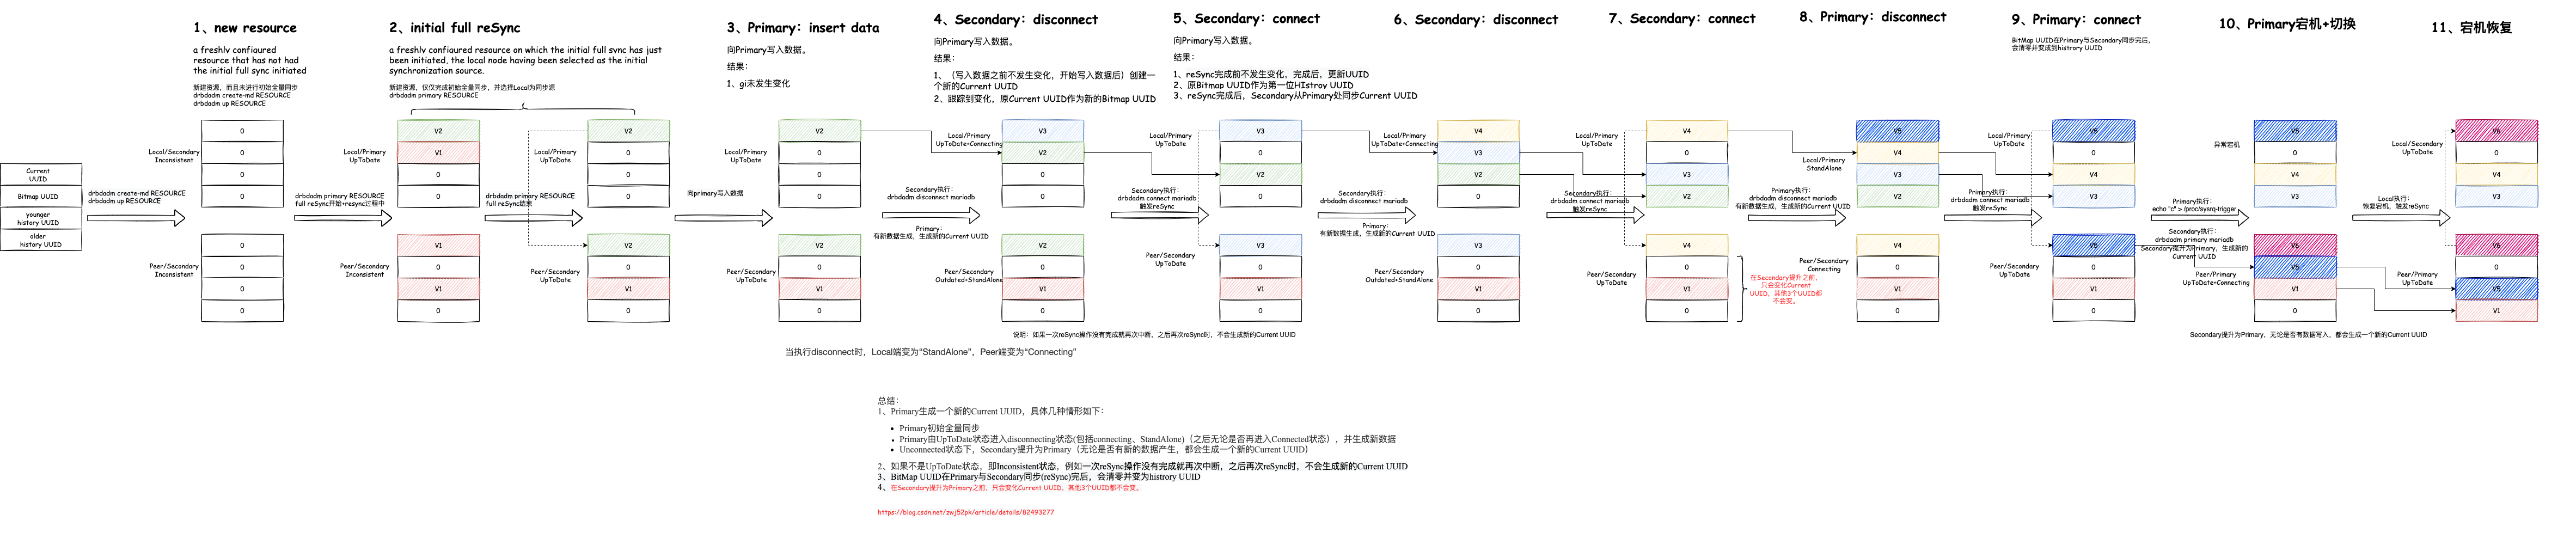 1、new resource
a freshly confiaured
resource that has not had
the initial full sync initiated
新建资源，而且未进行初始全量同步
drbdadm create-md RESOURCE
drbdadm up RESOURCE
2、initial full reSync
a freshly confiaured resource on which the initial full sync has just
been initiated. the local node having been selected as the initial
synchronization source.
新建资源，仅仅完成初始全量同步，并选择Local为同步源
drbdadm primary RESOURCE
3、Primary：insert data
向Primary写入数据。
结果：
1、gi未发生变化
4、Secondary：disconnect
向Primary写入数据。
结果：
1、（写入数据之前不发生变化，开始写入数据后）创建一
个新的Current UUID
2、跟踪到变化，原Current UUID作为新的Bitmap UUID
5、Secondary：connect
向Primary写入数据。
结果：
1、reSync完成前不发生变化，完成后，更新UUID
2、原Bitmap UUID作为第一位HIstroy UUID
3、reSync完成后，Secondary从Primary处同步Current UUID
6、Secondary：disconnect
7、Secondary：connect
8、Primary：disconnect
9、Primary：connect
BitMap UUID在Primary与Secondary同步完后，
会清零并变成到histrory UUID
10、Primary宕机+切换
11、宕机恢复
Current
UUID
Bitmap UUID
younger
history UUID
older
history UUID
drbdadm create-md RESOURCE
drbdadm up RESOURCE
Local/Secondary
Inconsistent
0
0
0
0
Peer/Secondary
Inconsistent
0
0
0
0
drbdadm primary RESOURCE
full reSync开始+resync过程中
Local/Primary
UpToDate
V2
V1
0
0
Peer/Secondary
Inconsistent
V1
0
V1
0
drbdadm primary RESOURCE
full reSync结束
Local/Primary
UpToDate
V2
0
0
0
Peer/Secondary
UpToDate
V2
0
V1
0
向primary写入数据
Local/Primary
UpToDate
V2
0
0
0
Peer/Secondary
UpToDate
V2
0
V1
0
Secondary执行：
drbdadm disconnect mariadb
Primary：
有新数据生成，生成新的Current UUID
Local/Primary
UpToDate+Connecting
V3
V2
0
0
Peer/Secondary
Outdated+StandAlone
V2
0
V1
0
Secondary执行：
drbdadm connect mariadb
触发reSync
Local/Primary
UpToDate
V3
0
V2
0
Peer/Secondary
UpToDate
V3
0
V1
0
Secondary执行：
drbdadm disconnect mariadb
Primary：
有新数据生成，生成新的Current UUID
Local/Primary
UpToDate+Connecting
V4
V3
V2
0
Peer/Secondary
Outdated+StandAlone
V3
0
V1
0
Secondary执行：
drbdadm connect mariadb
触发reSync
Local/Primary
UpToDate
V4
0
V3
V2
Peer/Secondary
UpToDate
V4
0
V1
0
在Secondary提升之前，
只会变化Current
UUID，其他3个UUID都
不会变。
Primary执行：
drbdadm disconnect mariadb
有新数据生成，生成新的Current UUID
Local/Primary
StandAlone
V5
V4
V3
V2
Peer/Secondary
Connecting
V4
0
V1
0
Primary执行：
drbdadm connect mariadb
触发reSync
Local/Primary
UpToDate
V5
0
V4
V3
Peer/Secondary
UpToDate
V5
0
V1
0
Primary执行：
echo "c" > /proc/sysrq-trigger
Secondary执行：
drbdadm primary mariadb
Secondary提升为Primary，生成新的
Current UUID
异常宕机
V5
0
V4
V3
Peer/Primary
UpToDate+Connecting
V6
V5
V1
0
Local执行：
恢复宕机，触发reSync
Local/Secondary
UpToDate
V6
0
V4
V3
Peer/Primary
UpToDate
V6
0
V5
V1
说明：如果一次reSync操作没有完成就再次中断，之后再次reSync时，不会生成新的Current UUID
Secondary提升为Primary，无论是否有数据写入，都会生成一个新的Current UUID
当执行disconnect时，Local端变为“StandAlone”，Peer端变为“Connecting”
总结：
1、Primary生成一个新的Current UUID，具体几种情形如下：
• Primary初始全量同步
• Primary由UpToDate状态进入disconnecting状态(包括connecting、StandAlone)（之后无论是否再进入Connected状态），并生成新数据
• Unconnected状态下，Secondary提升为Primary（无论是否有新的数据产生，都会生成一个新的Current UUID）
2、如果不是UpToDate状态，即Inconsistent状态，例如一次reSync操作没有完成就再次中断，之后再次reSync时，不会生成新的Current UUID
3、BitMap UUID在Primary与Secondary同步(reSync)完后，会清零并变为histrory UUID
4、在Secondary提升为Primary之前，只会变化Current UUID，其他3个UUID都不会变。
https://blog.csdn.net/zwj52pk/article/details/82493277